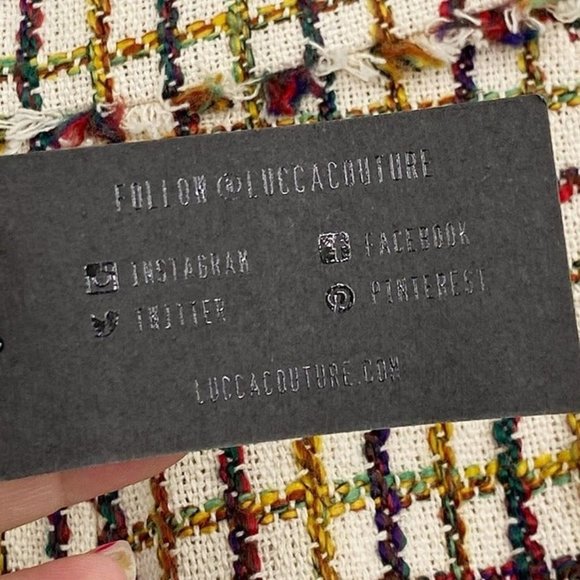 FOLLOW @LUCCACOUTURE
INSTAGRAM
FACEBOOK
TWITTER
PINTEREST
LUCCACOUTURE.COM